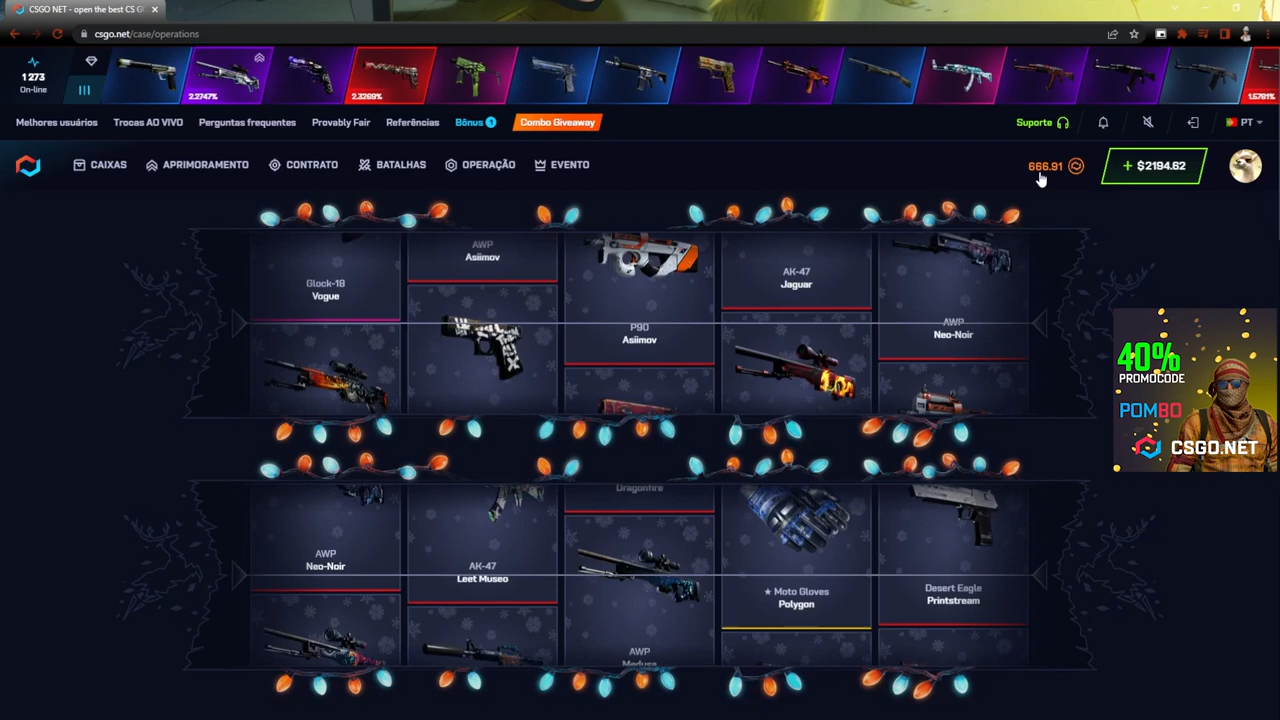 CSGO NET - open the best CS G
csgo.net/case/operations
1 273
On-line
2.2747%
2.3269%
1.5791%
Melhores usuários
Trocas AO VIVO
Perguntas frequentes
Provably Fair
Referências
Bônus 1
Combo Giveaway
Suporte
PT
CAIXAS
APRIMORAMENTO
CONTRATO
BATALHAS
OPERAÇÃO
EVENTO
666.91
+ $2194.62
Glock-18
Vogue
AWP
Asiimov
P90
Asiimov
AK-47
Jaguar
AWP
Neo-Noir
40%
PROMOCODE
POMBO
CSGO.NET
AWP
Neo-Noir
AK-47
Leet Museo
Dragonfire
AWP
Medusa
★ Moto Gloves
Polygon
Desert Eagle
Printstream